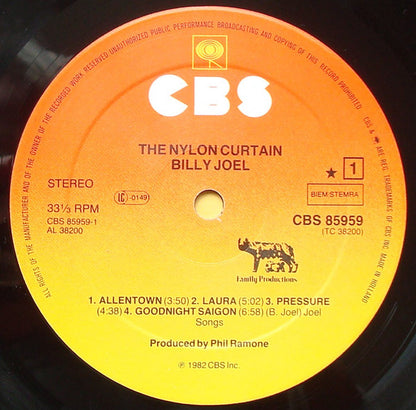 UNAUTHORIZED PUBLIC PERFORMANCE BROADCASTING AND COPYING OF THIS RECORD PROHIBITED. CBS & ARE REG. TRADEMARKS OF CBS INC. MADE IN HOLLAND
ALL RIGHTS OF THE MANUFACTURER AND OF THE OWNER OF THE RECORDED WORK RESERVED
CBS
THE NYLON CURTAIN
BILLY JOEL
STEREO
LC-0149
★ 1
BIEM-STEMRA
33⅓ RPM
CBS 85959-1
AL 38200
CBS 85959
(TC 38200)
Family Productions
1. ALLENTOWN (3:50) 2. LAURA (5:02) 3. PRESSURE
(4:38) 4. GOODNIGHT SAIGON (6:58) (B. Joel) Joel
Songs
Produced by Phil Ramone
℗ 1982 CBS Inc.